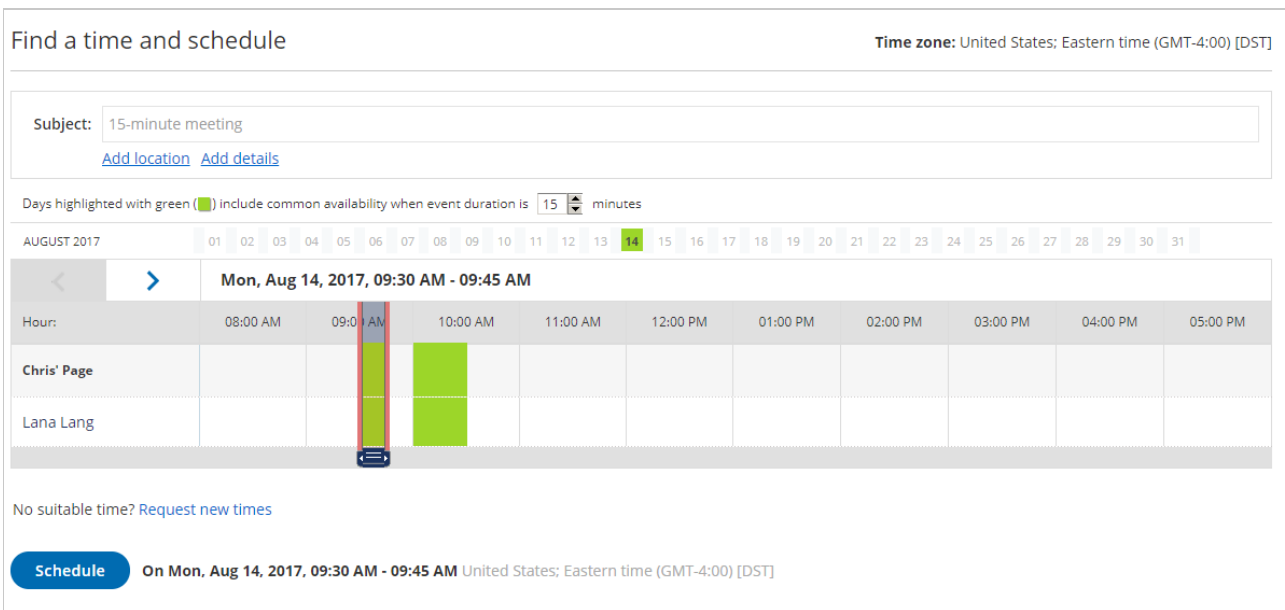 Find a time and schedule Time zone: United States; Eastern time (GMT-4:00) [DST]
Subject: 15-minute meeting
Add location Add details
Days highlighted with green ( ) include common availability when event duration is 15 minutes
AUGUST 2017 01 02 03 04 05 06 07 08 09 10 11 12 13 14 15 16 17 18 19 20 21 22 23 24 25 26 27 28 29 30 31
Mon, Aug 14, 2017, 09:30 AM - 09:45 AM
Hour: 08:00 AM 09:00 AM 10:00 AM 11:00 AM 12:00 PM 01:00 PM 02:00 PM 03:00 PM 04:00 PM 05:00 PM
Chris' Page
Lana Lang
No suitable time? Request new times
Schedule On Mon, Aug 14, 2017, 09:30 AM - 09:45 AM United States; Eastern time (GMT-4:00) [DST]